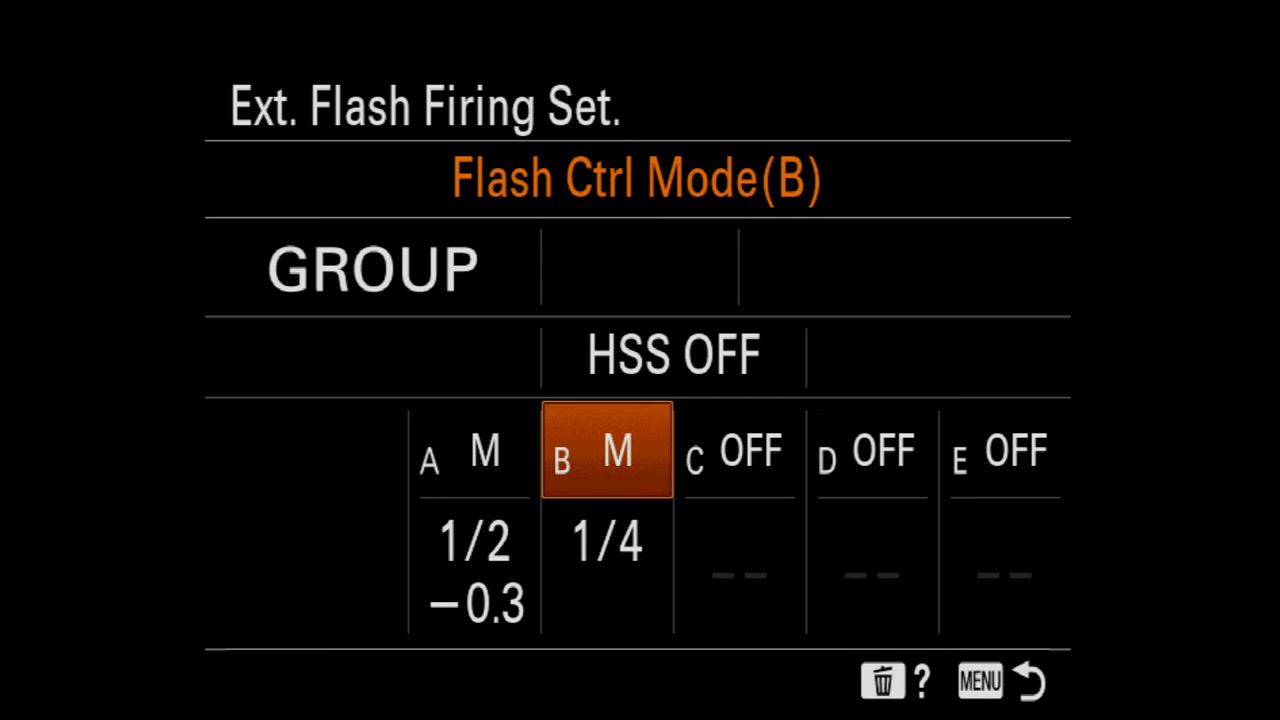 Ext. Flash Firing Set.
Flash Ctrl Mode(B)
GROUP
HSS OFF
A M B M C OFF D OFF E OFF
1/2 1/4 -- -- --
−0.3
? MENU